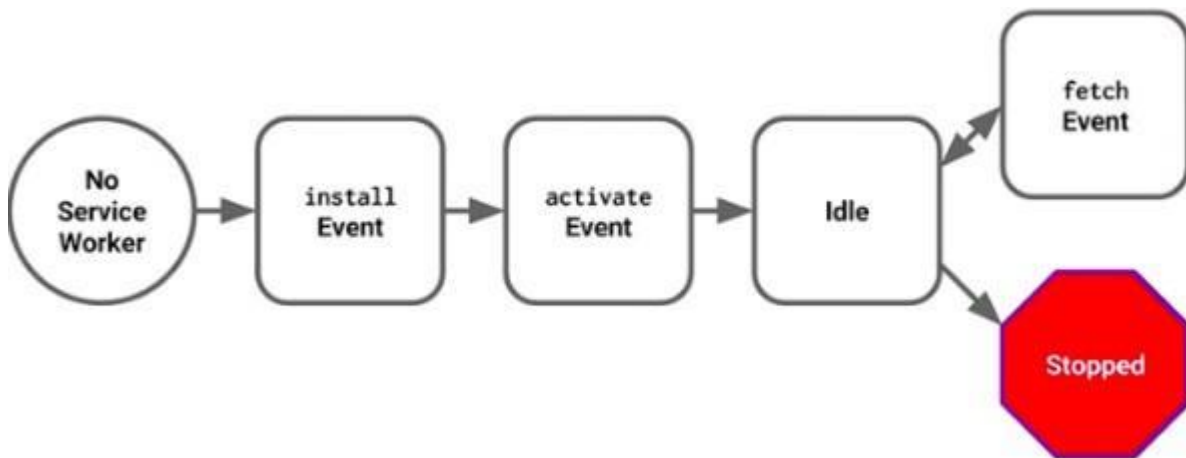 No
Service
Worker
install
Event
activate
Event
Idle
fetch
Event
Stopped